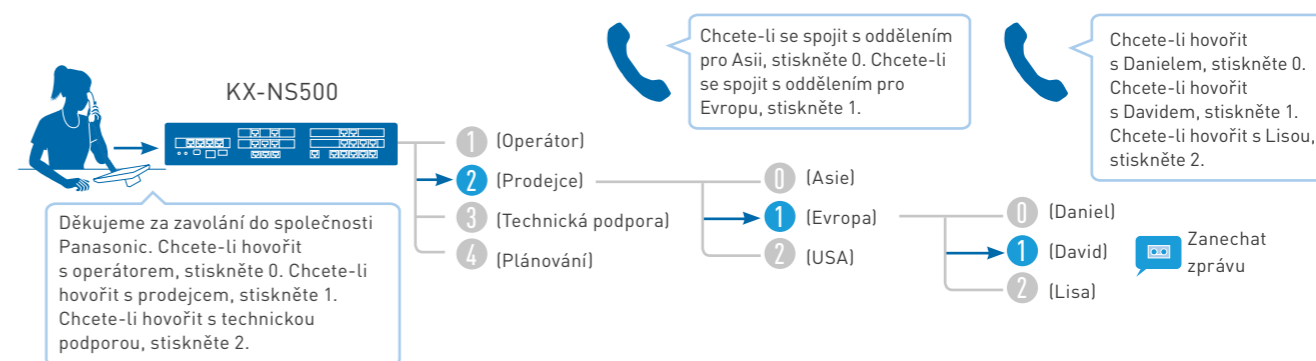 KX-NS500
Děkujeme za zavolání do společnosti
Panasonic. Chcete-li hovořit
s operátorem, stiskněte 0. Chcete-li
hovořit s prodejcem, stiskněte 1.
Chcete-li hovořit s technickou
podporou, stiskněte 2.
1 (Operátor)
2 (Prodejce)
3 (Technická podpora)
4 (Plánování)
Chcete-li se spojit s oddělením
pro Asii, stiskněte 0. Chcete-li
se spojit s oddělením pro
Evropu, stiskněte 1.
0 (Asie)
1 (Evropa)
2 (USA)
Chcete-li hovořit
s Danielem, stiskněte 0.
Chcete-li hovořit
s Davidem, stiskněte 1.
Chcete-li hovořit s Lisou,
stiskněte 2.
0 (Daniel)
1 (David)
2 (Lisa)
Zanechat
zprávu